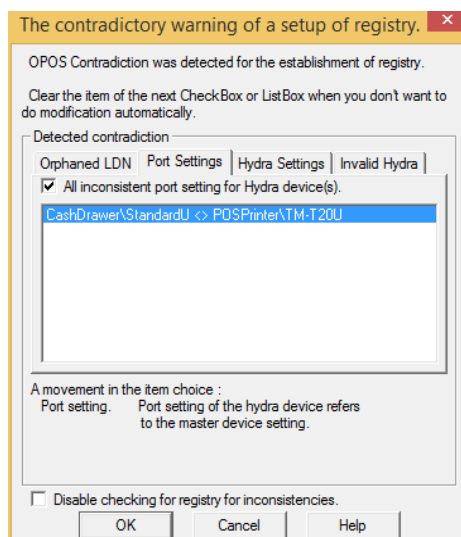 The contradictory warning of a setup of registry.
OPOS Contradiction was detected for the establishment of registry.
Clear the item of the next CheckBox or ListBox when you don't want to
do modification automatically.
Detected contradiction
Orphaned LDN Port Settings Hydra Settings Invalid Hydra
All inconsistent port setting for Hydra device(s).
CashDrawer\StandardU <> POSPrinter\TM-T20U
A movement in the item choice :
Port setting. Port setting of the hydra device refers
to the master device setting.
Disable checking for registry for inconsistencies.
OK Cancel Help